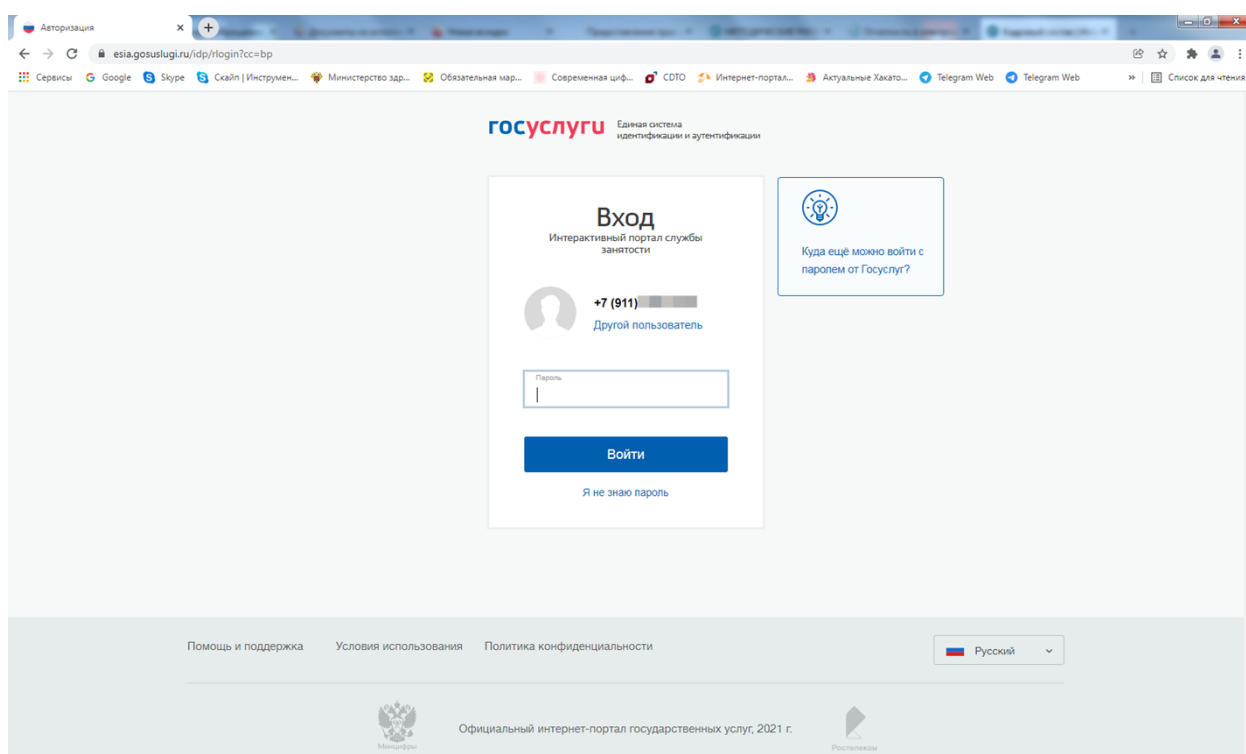 Авторизация
esia.gosuslugi.ru/idp/rlogin?cc=bp
Сервисы Google Skype Скайп | Инструмен... Министерство здр... Обязательная мар... Современная циф... CDTO Интернет-портал... Актуальные Хакато... Telegram Web Telegram Web » Список для чтения
госуслуги Единая система
идентификации и аутентификации
Вход
Интерактивный портал службы
занятости
+7 (911)
Другой пользователь
Пароль
Войти
Я не знаю пароль
Куда ещё можно войти с
паролем от Госуслуг?
Помощь и поддержка Условия использования Политика конфиденциальности
Русский
Официальный интернет-портал государственных услуг, 2021 г.
Минцифры
Ростелеком